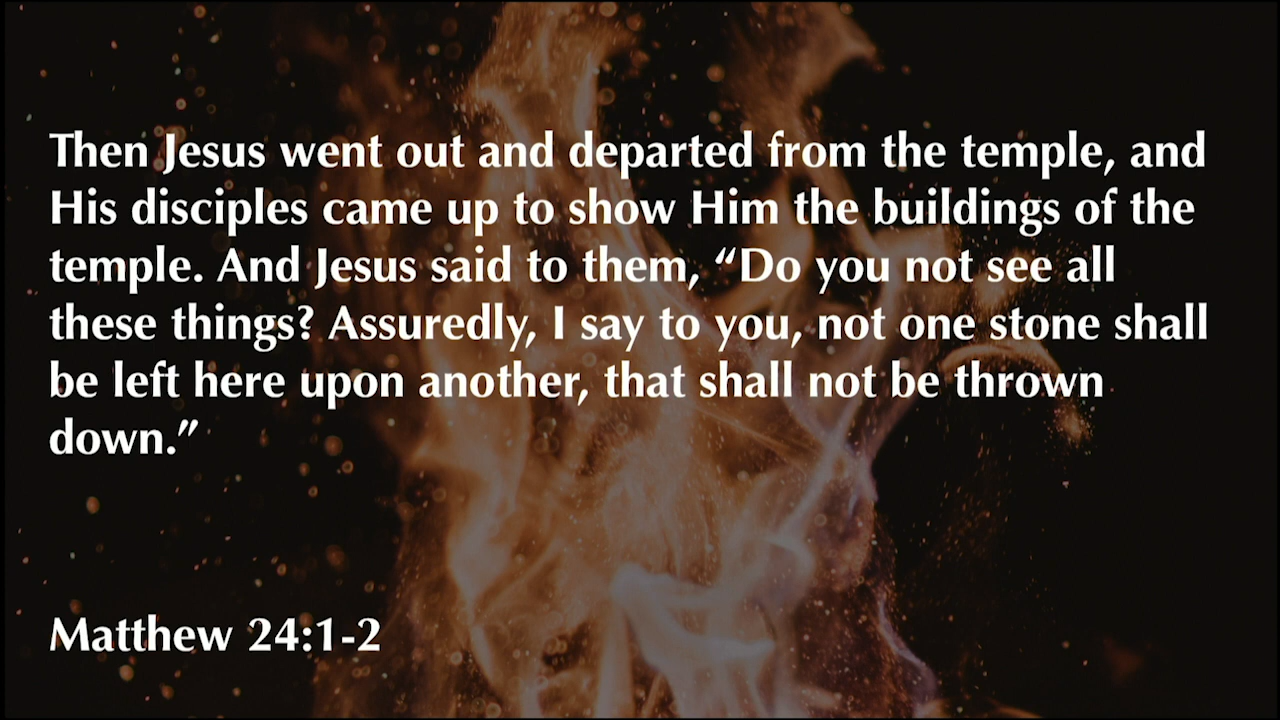 Then Jesus went out and departed from the temple, and
His disciples came up to show Him the buildings of the
temple. And Jesus said to them, “Do you not see all
these things? Assuredly, I say to you, not one stone shall
be left here upon another, that shall not be thrown
down.”
Matthew 24:1-2